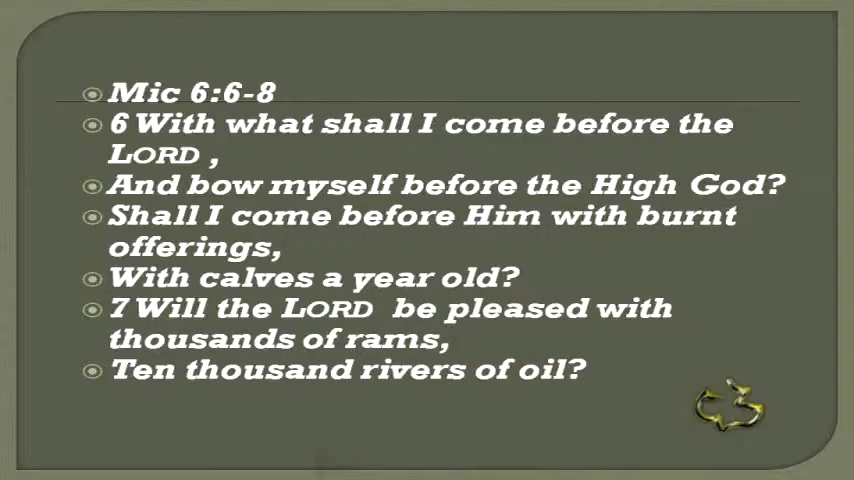 Mic 6:6-8
6 With what shall I come before the
LORD ,
And bow myself before the High God?
Shall I come before Him with burnt
offerings,
With calves a year old?
7 Will the LORD be pleased with
thousands of rams,
Ten thousand rivers of oil?
C3